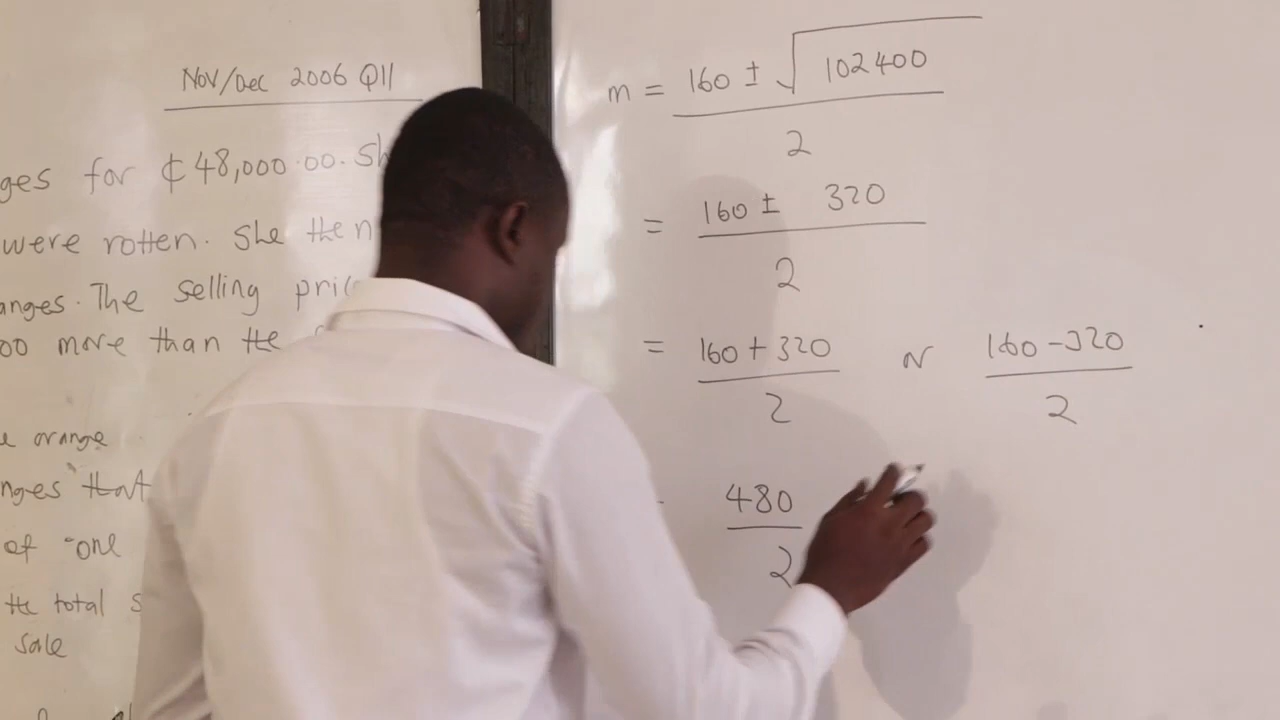 Nov/Dec 2006 Q11
ges for ₵48,000.00. Sh
were rotten. She then
anges. The selling pric
00 more than the
e orange
nges that
of one
the total s
sale
m = 160 ± √102400
2
= 160 ± 320
2
= 160 + 320 or 160 - 320
2 2
480
2